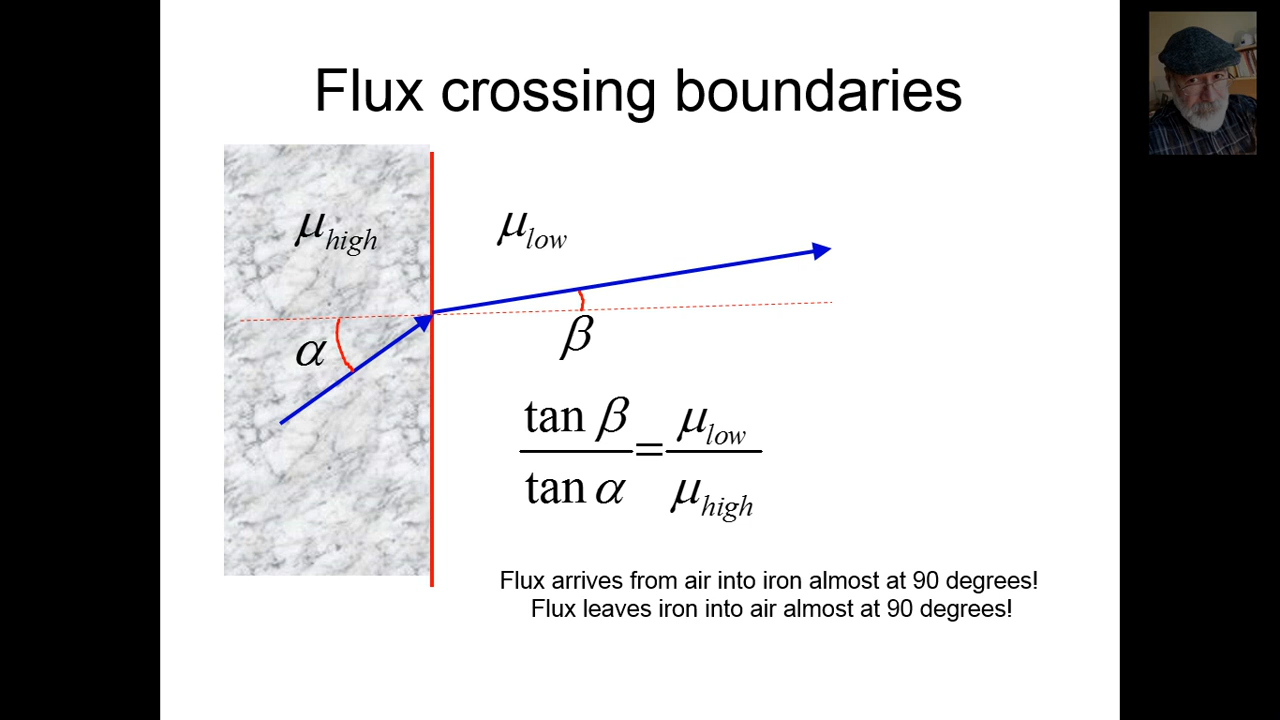 Flux crossing boundaries
μhigh
μlow
α
β
tan β / tan α = μlow / μhigh
Flux arrives from air into iron almost at 90 degrees!
Flux leaves iron into air almost at 90 degrees!